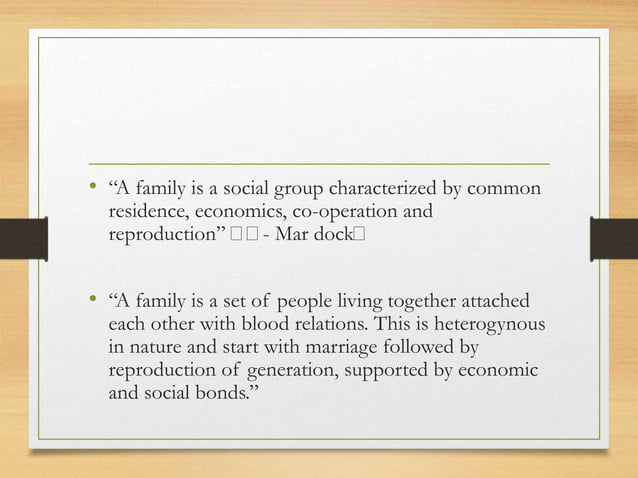 • “A family is a social group characterized by common
residence, economics, co-operation and
reproduction” □ □ - Mar dock□
• “A family is a set of people living together attached
each other with blood relations. This is heterogynous
in nature and start with marriage followed by
reproduction of generation, supported by economic
and social bonds.”